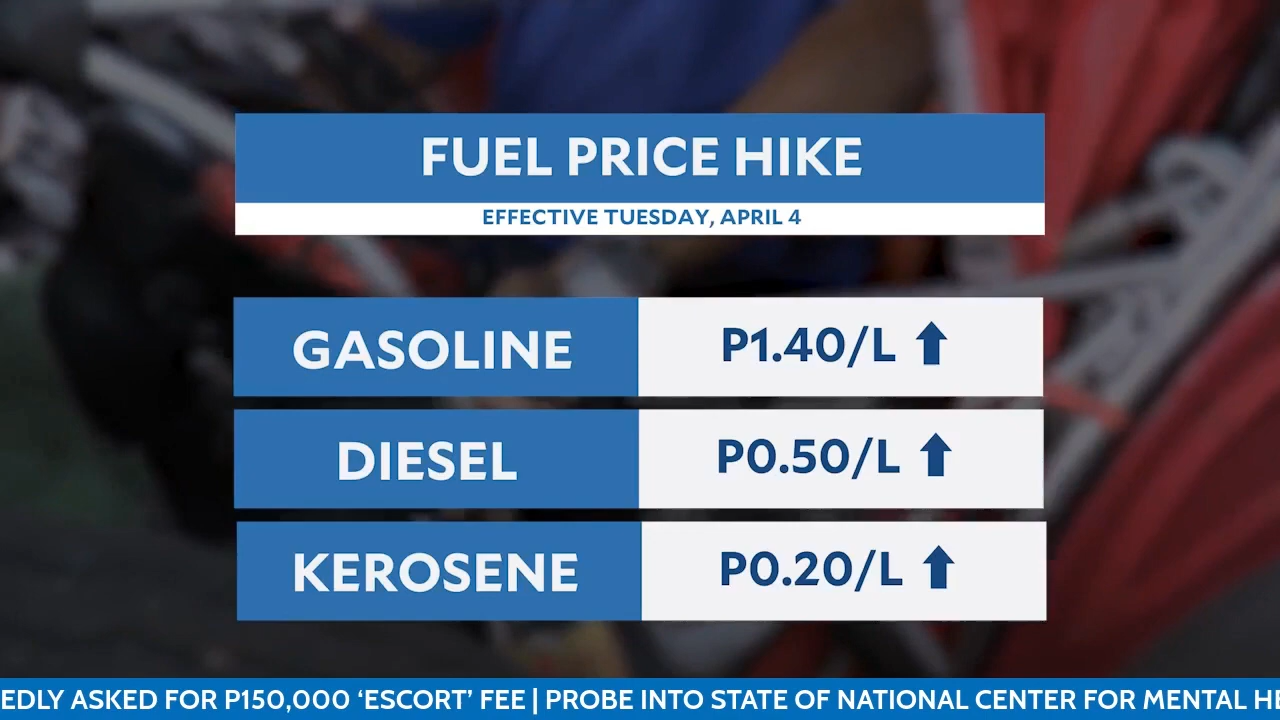 FUEL PRICE HIKE
EFFECTIVE TUESDAY, APRIL 4
GASOLINE P1.40/L
DIESEL P0.50/L
KEROSENE P0.20/L
EDLY ASKED FOR P150,000 ‘ESCORT’ FEE | PROBE INTO STATE OF NATIONAL CENTER FOR MENTAL HE